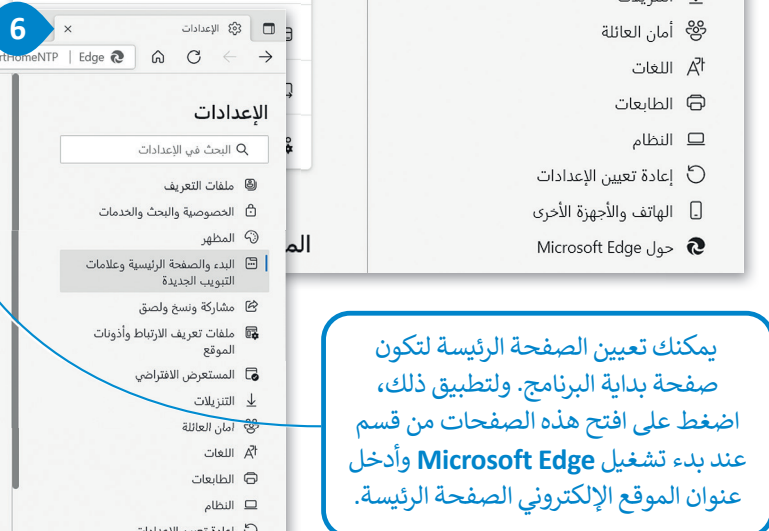 6
الإعدادات
Edge
الإعدادات
البحث في الإعدادات
ملفات التعريف
الخصوصية والبحث والخدمات
المظهر
البدء والصفحة الرئيسية وعلامات
التبويب الجديدة
مشاركة ونسخ ولصق
ملفات تعريف الارتباط وأذونات
الموقع
المستعرض الافتراضي
التنزيلات
امان العائلة
اللغات
الطابعات
النظام
أمان العائلة
اللغات
الطابعات
النظام
إعادة تعيين الإعدادات
الهاتف والأجهزة الأخرى
حول Microsoft Edge
يمكنك تعيين الصفحة الرئيسة لتكون
صفحة بداية البرنامج. ولتطبيق ذلك،
اضغط على افتح هذه الصفحات من قسم
عند بدء تشغيل Microsoft Edge وأدخل
عنوان الموقع الإلكتروني الصفحة الرئيسة.